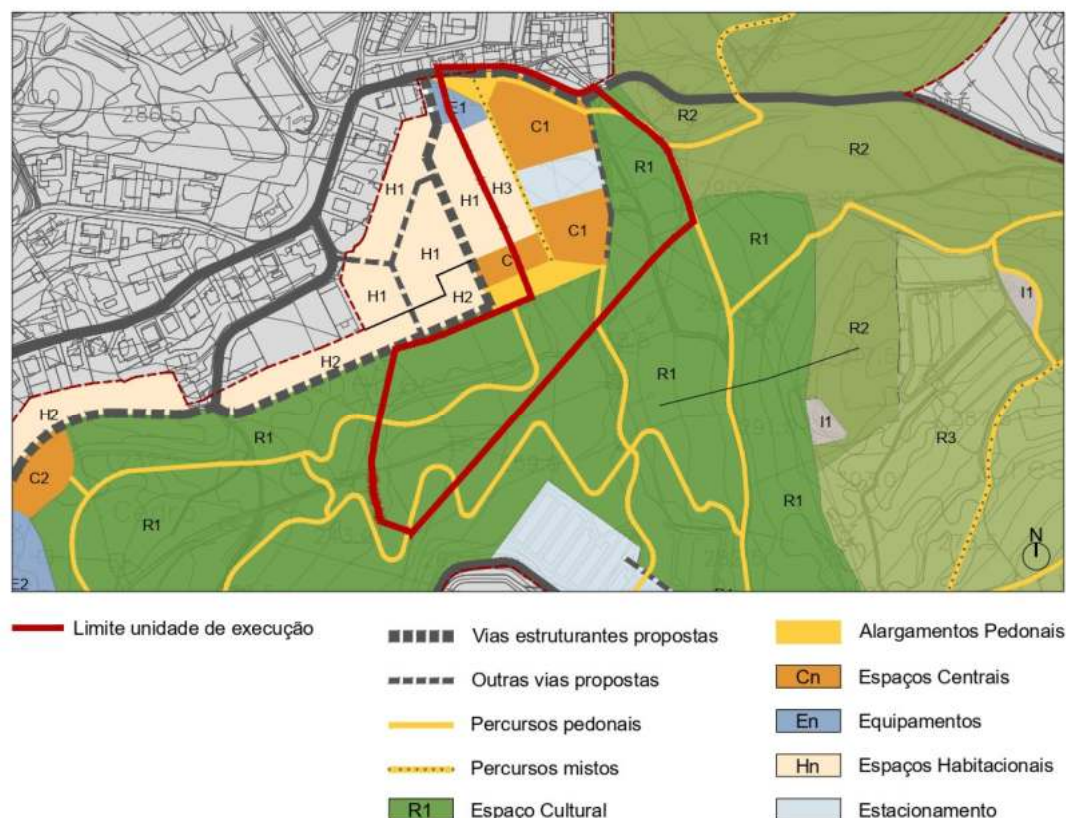 E1
C1
R1
R2
R2
H1
H3
H1
R1
C1
H1
C
H1
H2
R2
I1
H2
R1
H2
R1
I1
R3
C2
R1
R1
N
E2
R1
Limite unidade de execução
Vias estruturantes propostas
Outras vias propostas
Percursos pedonais
Percursos mistos
R1 Espaço Cultural
Alargamentos Pedonais
Cn Espaços Centrais
En Equipamentos
Hn Espaços Habitacionais
Estacionamento